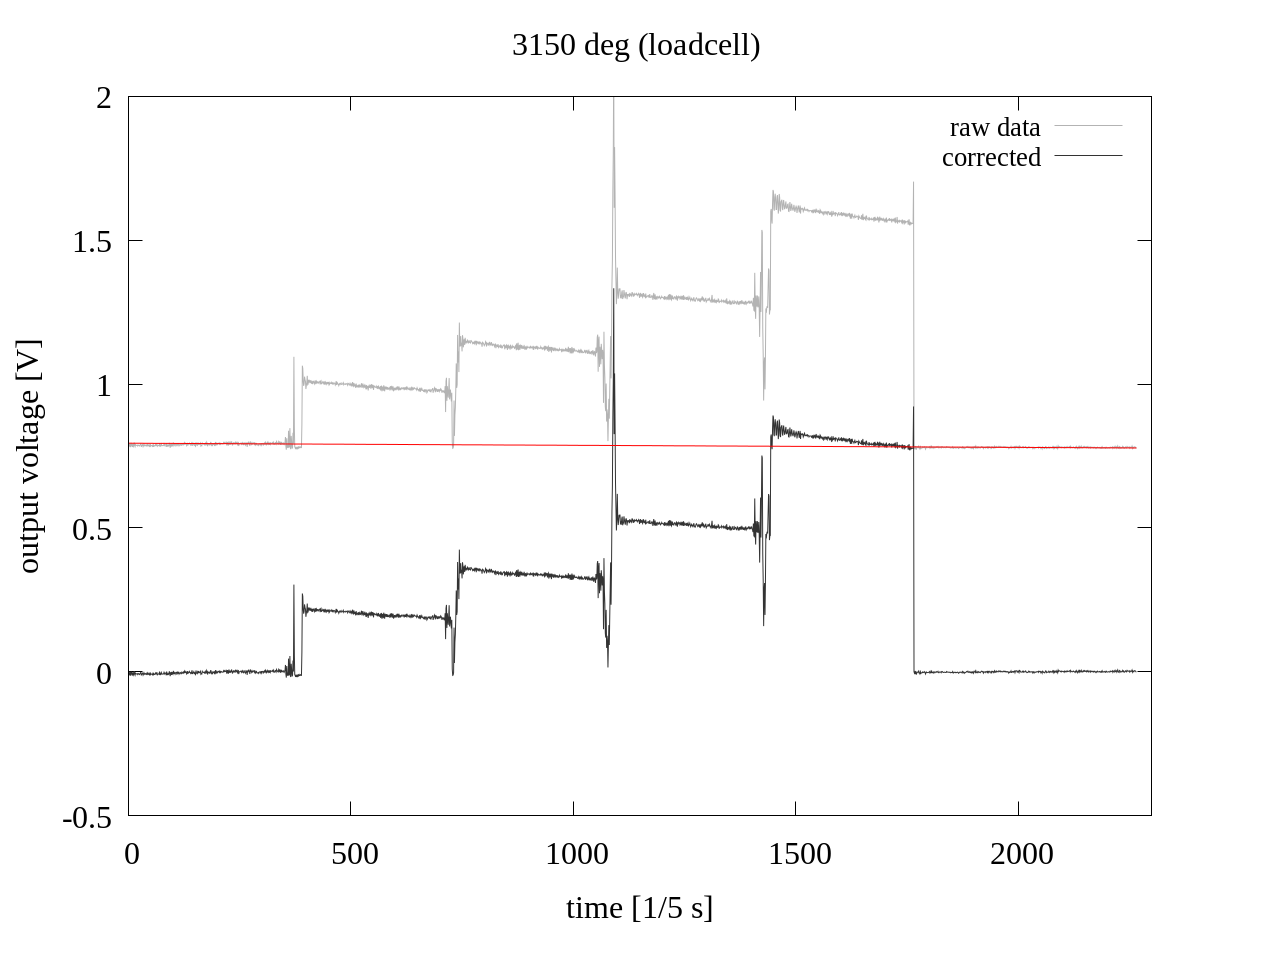 3150 deg (loadcell)
raw data
corrected
2
1.5
1
0.5
0
-0.5
output voltage [V]
0 500 1000 1500 2000
time [1/5 s]